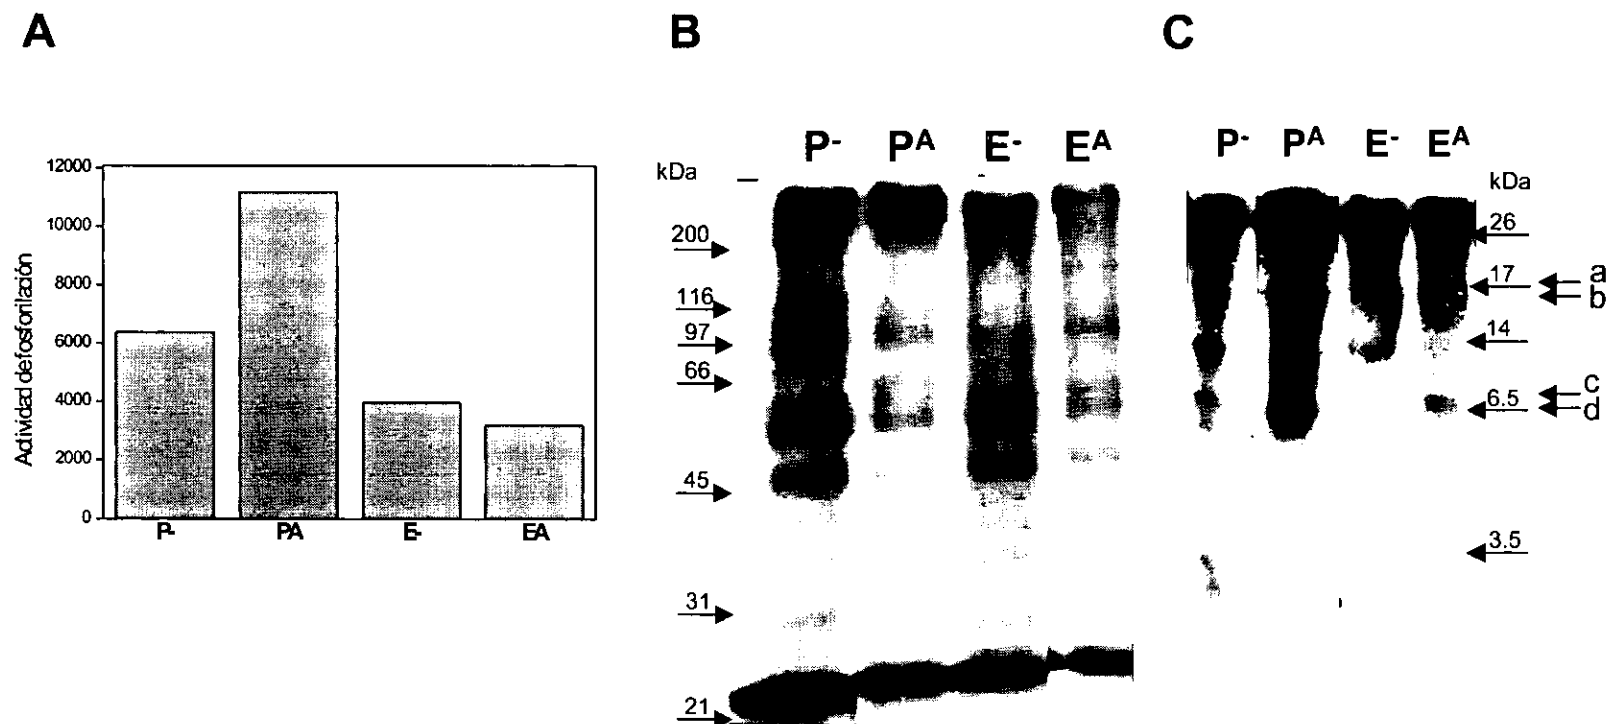 A
B
C
12000
10000
8000
6000
4000
2000
0
Actividad de fosforilación
P-
PA
E-
EA
P- PA E- EA
kDa
200
116
97
66
45
31
21
P- PA E- EA
kDa
26
17
14
6.5
3.5
a
b
c
d